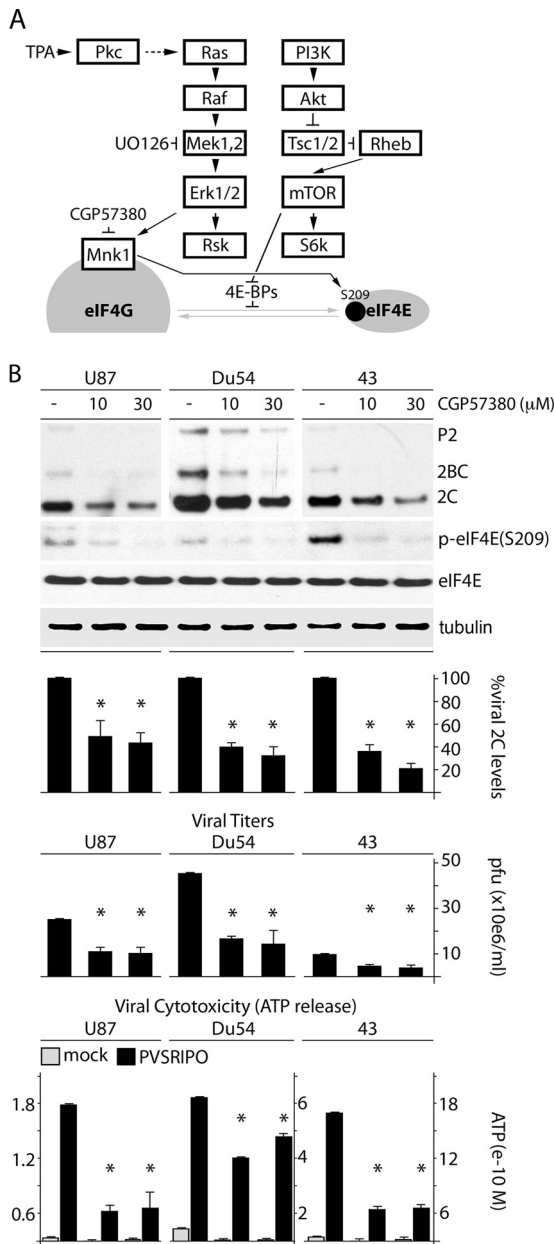 A
TPA Pkc Ras PI3K
Raf Akt
UO126 Mek1,2 Tsc1/2 Rheb
Erk1/2 mTOR
CGP57380
Mnk1 Rsk S6k
4E-BPs S209
eIF4G eIF4E
B
U87 Du54 43
- 10 30 - 10 30 - 10 30 CGP57380 (μM)
P2
2BC
2C
p-eIF4E(S209)
eIF4E
tubulin
100
80
60
40
20
%viral 2C levels
Viral Titers
U87 Du54 43
50
30
10
pfu (x10e6/ml)
Viral Cytotoxicity (ATP release)
U87 Du54 43
mock PVSRIPO
1.8 6 18
1.2 12
0.6 2 6
ATP (e-10 M)
* * * * * *
* * * * * *
* * * * * *